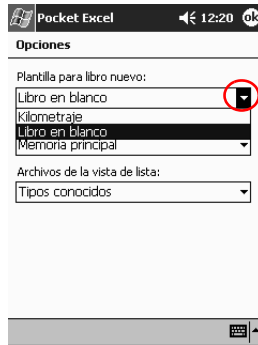 Pocket Excel 12:20 ok
Opciones
Plantilla para libro nuevo:
Libro en blanco
Kilometraje
Libro en blanco
Memoria principal
Archivos de la vista de lista:
Tipos conocidos